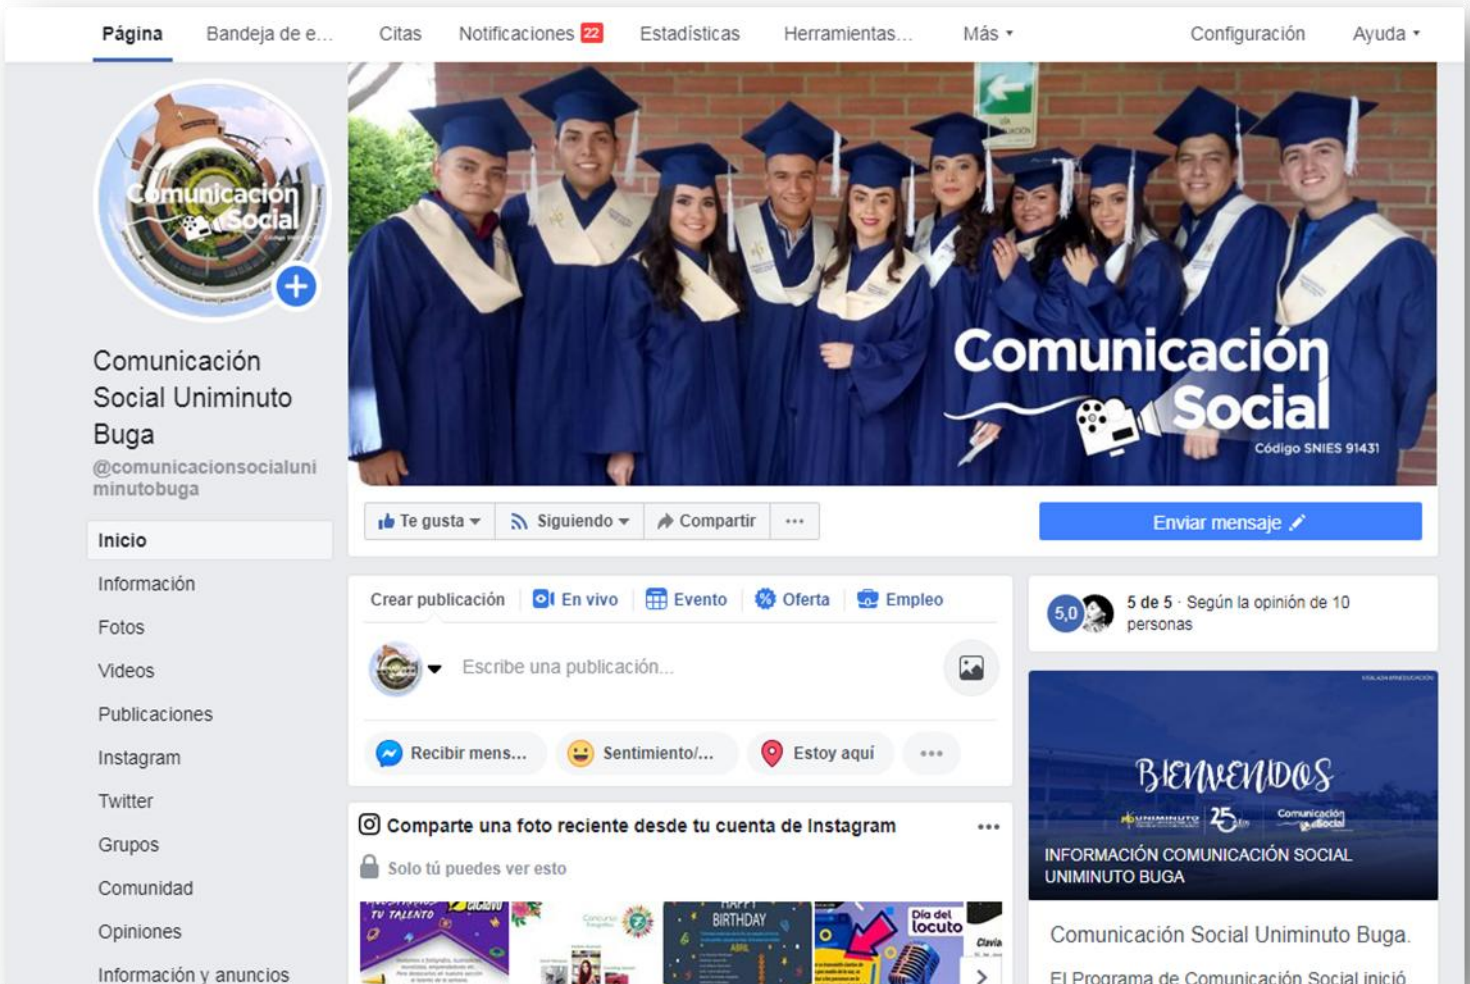 Página
Bandeja de e...
Citas
Notificaciones 22
Estadísticas
Herramientas...
Más
Configuración
Ayuda
Comunicación
Social
Comunicación
Social Uniminuto
Buga
@comunicacionsocialuni
minutobuga
Inicio
Información
Fotos
Videos
Publicaciones
Instagram
Twitter
Grupos
Comunidad
Opiniones
Información y anuncios
Comunicación
Social
Código SNIES 91431
Te gusta
Siguiendo
Compartir
Enviar mensaje
Crear publicación
En vivo
Evento
Oferta
Empleo
Escribe una publicación...
Recibir mens...
Sentimiento/...
Estoy aquí
Comparte una foto reciente desde tu cuenta de Instagram
Solo tú puedes ver esto
TU TALENTO
HAPPY
BIRTHDAY
ABRIL
Día del
locuto
5,0
5 de 5 · Según la opinión de 10
personas
BIENVENIDOS
UNIMINUTO
25
Comunicación
Social
INFORMACIÓN COMUNICACIÓN SOCIAL
UNIMINUTO BUGA
Comunicación Social Uniminuto Buga.
El Programa de Comunicación Social inició